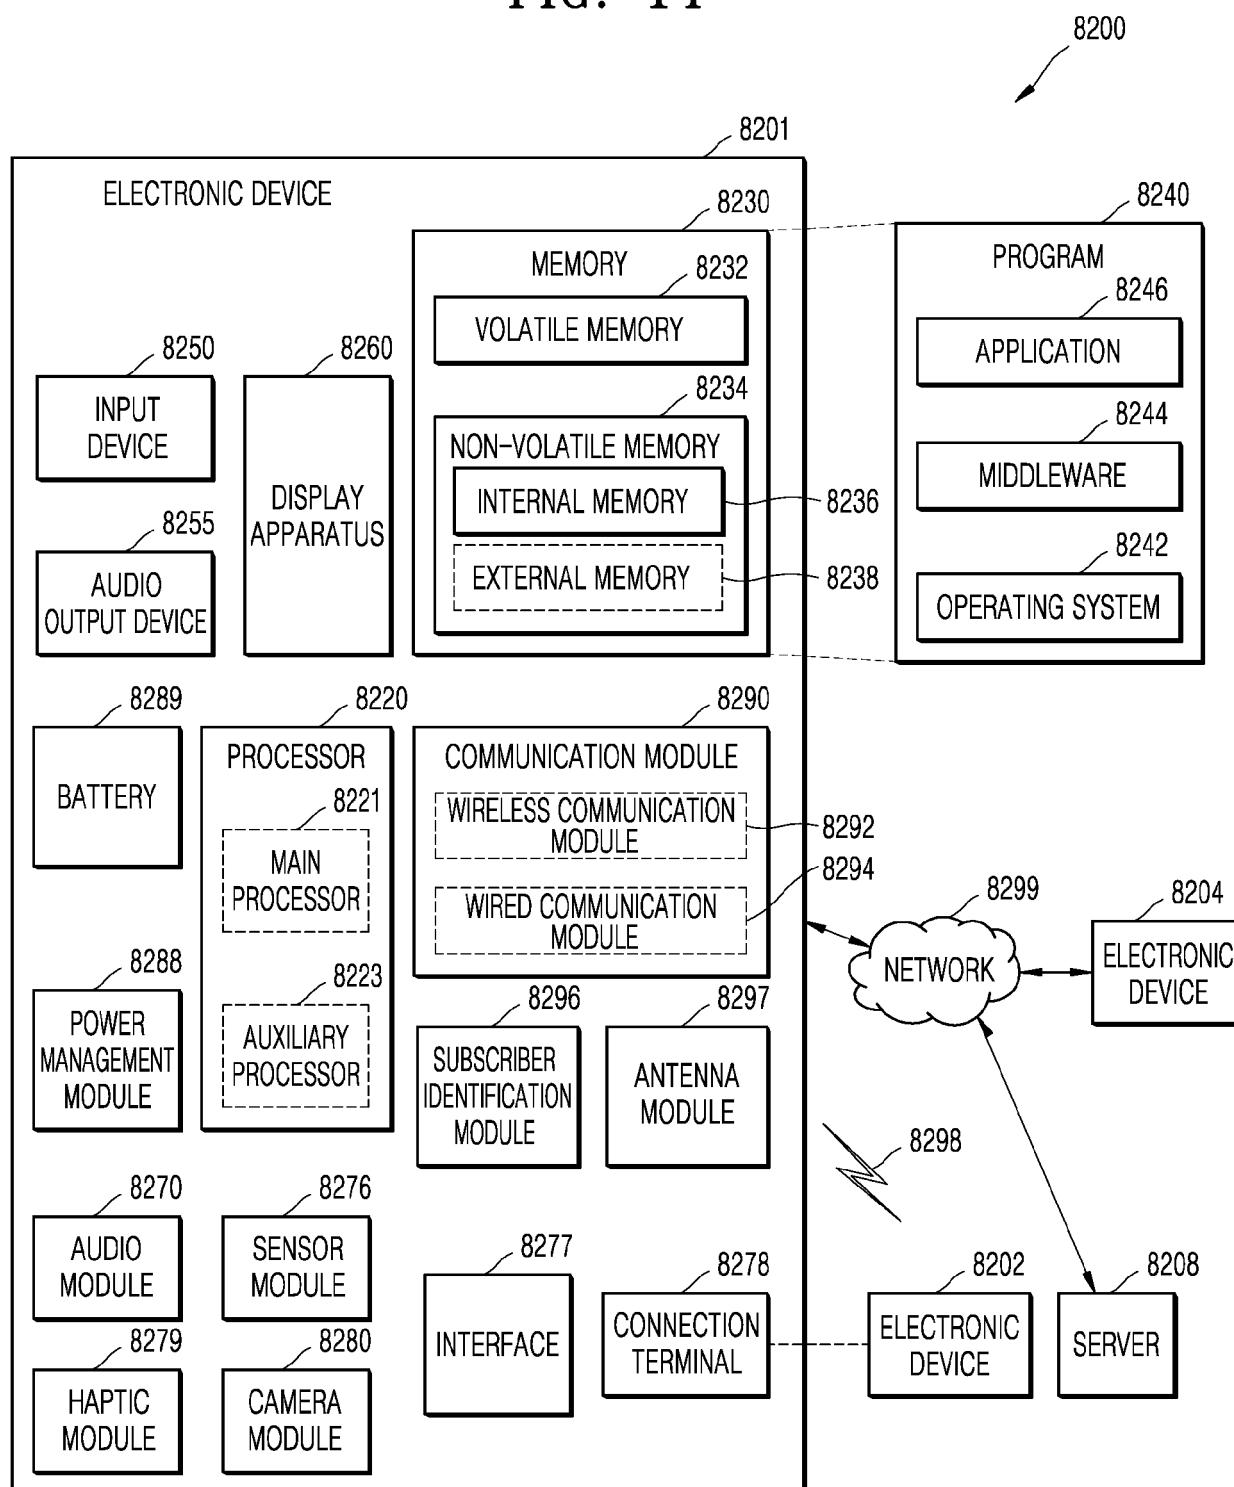 8200
8201
ELECTRONIC DEVICE
8230
MEMORY
8232
VOLATILE MEMORY
8234
NON-VOLATILE MEMORY
INTERNAL MEMORY
8236
EXTERNAL MEMORY
8238
8240
PROGRAM
8246
APPLICATION
8244
MIDDLEWARE
8242
OPERATING SYSTEM
8250
INPUT
DEVICE
8260
DISPLAY
APPARATUS
8255
AUDIO
OUTPUT DEVICE
8289
BATTERY
8220
PROCESSOR
8221
MAIN
PROCESSOR
8223
AUXILIARY
PROCESSOR
8290
COMMUNICATION MODULE
WIRELESS COMMUNICATION
MODULE
8292
8294
WIRED COMMUNICATION
MODULE
8299
NETWORK
8204
ELECTRONIC
DEVICE
8288
POWER
MANAGEMENT
MODULE
8296
SUBSCRIBER
IDENTIFICATION
MODULE
8297
ANTENNA
MODULE
8298
8270
AUDIO
MODULE
8276
SENSOR
MODULE
8277
INTERFACE
8278
CONNECTION
TERMINAL
8202
ELECTRONIC
DEVICE
8208
SERVER
8279
HAPTIC
MODULE
8280
CAMERA
MODULE